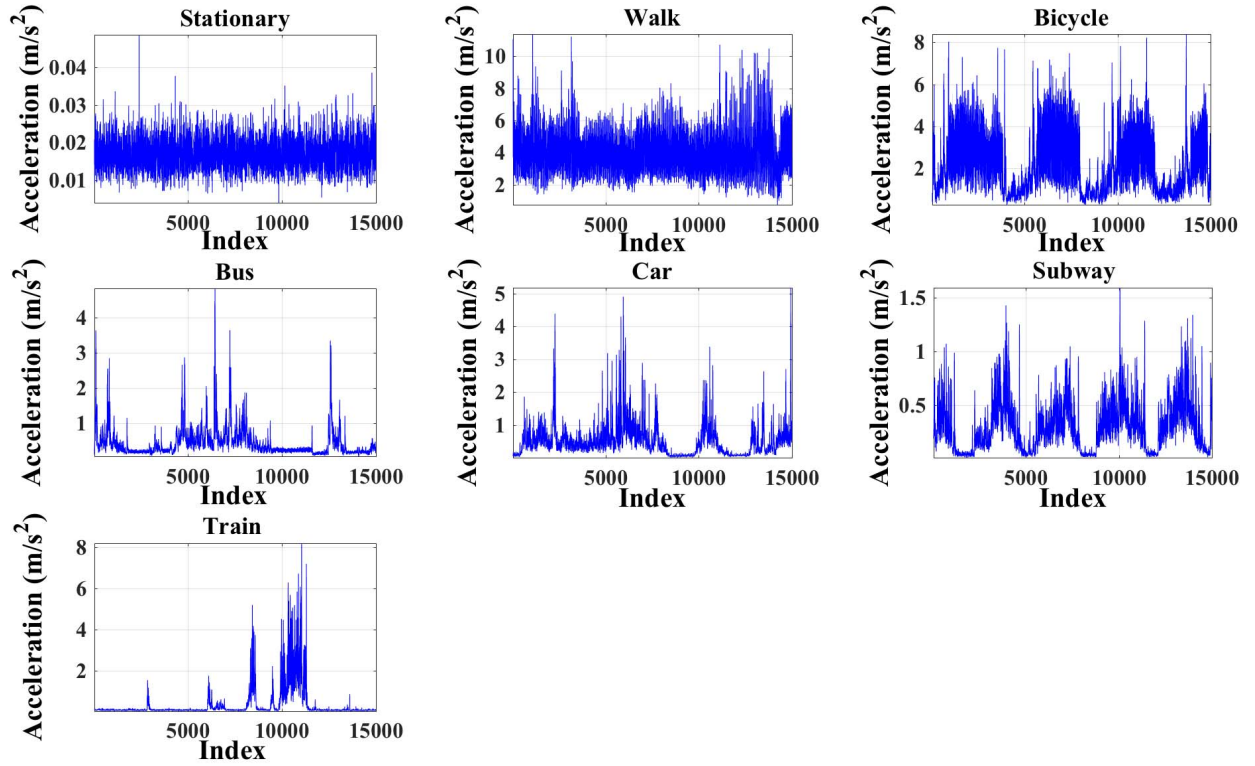 Stationary
Acceleration (m/s²)
0.04
0.03
0.02
0.01
5000 10000 15000
Index
Walk
Acceleration (m/s²)
10
8
6
4
2
5000 10000 15000
Index
Bicycle
Acceleration (m/s²)
8
6
4
2
5000 10000 15000
Index
Bus
Acceleration (m/s²)
4
3
2
1
5000 10000 15000
Index
Car
Acceleration (m/s²)
5
4
3
2
1
5000 10000 15000
Index
Subway
Acceleration (m/s²)
1.5
1
0.5
5000 10000 15000
Index
Train
Acceleration (m/s²)
8
6
4
2
5000 10000 15000
Index